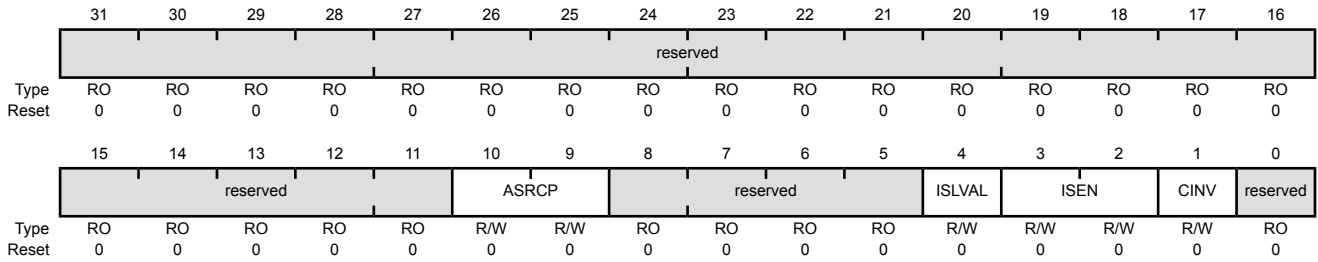 31 30 29 28 27 26 25 24 23 22 21 20 19 18 17 16
reserved
Type RO RO RO RO RO RO RO RO RO RO RO RO RO RO RO RO
Reset 0 0 0 0 0 0 0 0 0 0 0 0 0 0 0 0
15 14 13 12 11 10 9 8 7 6 5 4 3 2 1 0
reserved ASRCP reserved ISLVAL ISEN CINV reserved
Type RO RO RO RO RO R/W R/W RO RO RO RO R/W R/W R/W R/W RO
Reset 0 0 0 0 0 0 0 0 0 0 0 0 0 0 0 0